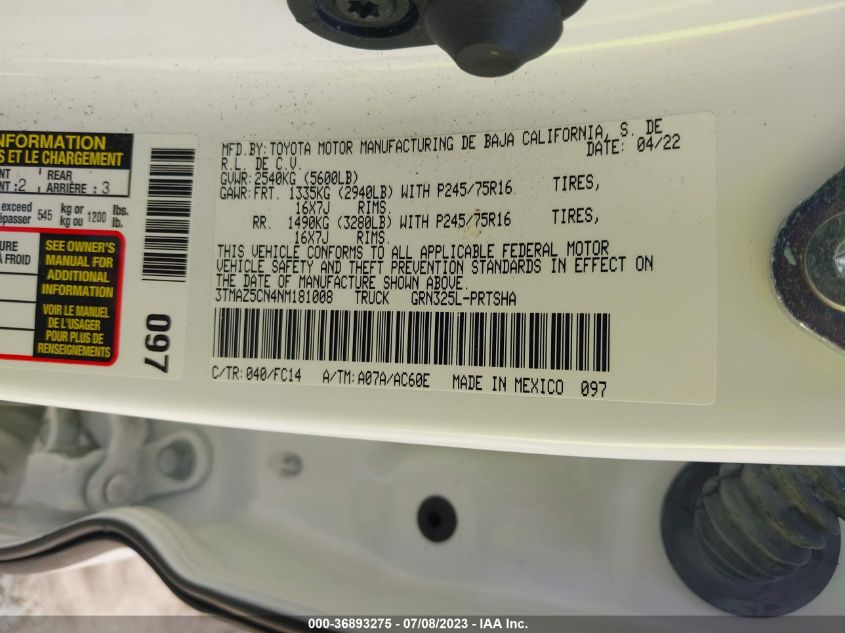 INFORMATION
ES ET LE CHARGEMENT
2 REAR
ARRIÈRE : 3
exceed kg or lbs.
545 1200
kg ou lb.
À FROID
SEE OWNER'S
MANUAL FOR
ADDITIONAL
INFORMATION
VOIR LE MANUEL
DE L'USAGER
POUR PLUS DE
RENSEIGNEMENTS
097
MFD.BY: TOYOTA MOTOR MANUFACTURING DE BAJA CALIFORNIA, S. DE
R.L. DE C.V. DATE: 04/22
GVWR: 2540KG (5600LB)
GAWR: FRT. 1335KG (2940LB) WITH P245/75R16 TIRES,
16X7J RIMS.
RR. 1490KG (3280LB) WITH P245/75R16 TIRES,
16X7J RIMS.
THIS VEHICLE CONFORMS TO ALL APPLICABLE FEDERAL MOTOR
VEHICLE SAFETY AND THEFT PREVENTION STANDARDS IN EFFECT ON
THE DATE OF MANUFACTURE SHOWN ABOVE.
3TMAZ5CN4NM181008 TRUCK GRN325L-PRTSHA
C/TR: 040/FC14 A/TM: A07A/AC60E MADE IN MEXICO 097
000-36893275 - 07/08/2023 - IAA Inc.